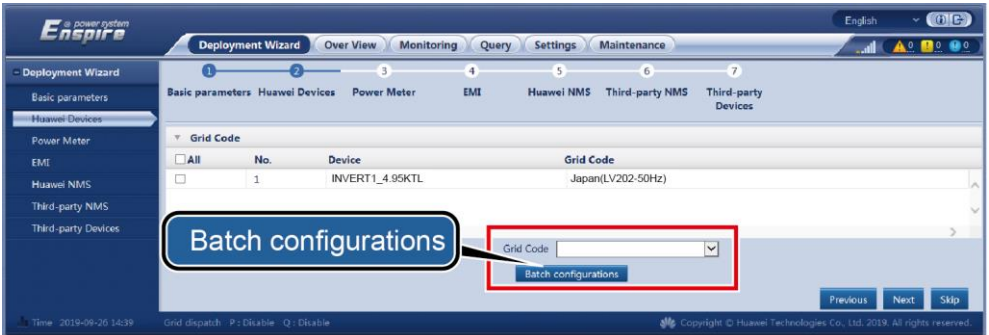 e power system
Enspire
English
Deployment Wizard Over View Monitoring Query Settings Maintenance
0 0 0
Deployment Wizard
Basic parameters
Huawei Devices
Power Meter
EMI
Huawei NMS
Third-party NMS
Third-party Devices
1 2 3 4 5 6 7
Basic parameters Huawei Devices Power Meter EMI Huawei NMS Third-party NMS Third-party
Devices
Grid Code
All No. Device Grid Code
1 INVERT1_4.95KTL Japan(LV202-50Hz)
Batch configurations
Grid Code
Batch configurations
Previous Next Skip
Time 2019-09-26 14:39 Grid dispatch P : Disable Q : Disable Copyright © Huawei Technologies Co., Ltd. 2019. All rights reserved.